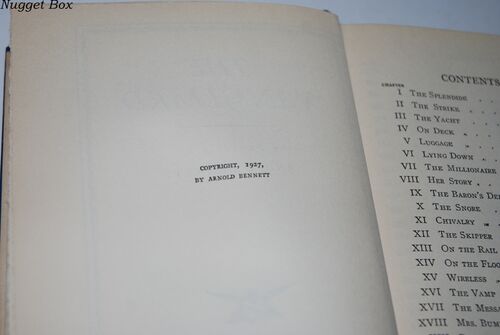 Nugget Box
COPYRIGHT, 1927,
BY ARNOLD BENNETT
CONTENTS
CHAPTER
I THE SPLENDIDE . .
II THE STRIKE . . .
III THE YACHT . . .
IV ON DECK . . .
V LUGGAGE . . .
VI LYING DOWN . .
VII THE MILLIONAIRE
VIII HER STORY . . .
IX THE BARON'S
X THE SNORE . .
XI CHIVALRY . .
XII THE SKIPPER .
XIII ON THE RAIL
XIV ON THE
XV WIRELESS . .
XVI THE VAMP .
XVII THE
XVIII MRS.